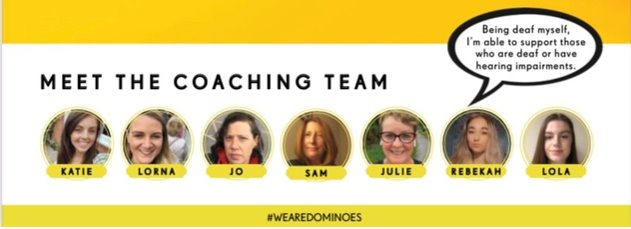 Being deaf myself,
I'm able to support those
who are deaf or have
hearing impairments.
MEET THE COACHING TEAM
KATIE LORNA JO SAM JULIE REBEKAH LOLA
#WEAREDOMINOES